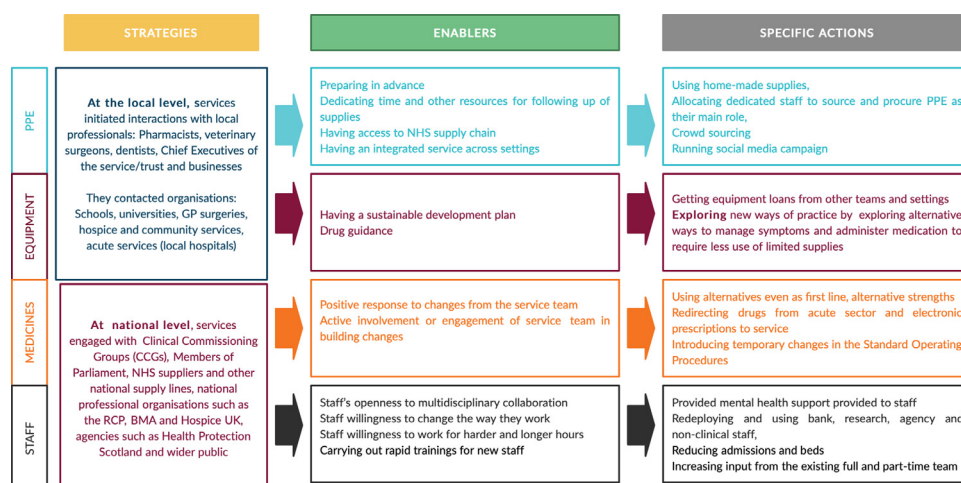 STRATEGIES
ENABLERS
SPECIFIC ACTIONS
PPE
At the local level, services
initiated interactions with local
professionals: Pharmacists, veterinary
surgeons, dentists, Chief Executives
of the service/trust and businesses
They contacted organisations:
Schools, universities, GP surgeries,
hospice and community services,
acute services (local hospitals)
Preparing in advance
Dedicating time and other resources for following up of
supplies
Having access to NHS supply chain
Having an integrated service across settings
Using home-made supplies,
Allocating dedicated staff to source and procure PPE as
their main role,
Crowd sourcing
Running social media campaign
EQUIPMENT
Having a sustainable development plan
Drug guidance
Getting equipment loans from other teams and settings
Exploring new ways of practice by exploring alternative
ways to manage symptoms and administer medication to
require less use of limited supplies
MEDICINES
At national level, services
engaged with Clinical Commissioning
Groups (CCGs), Members of
Parliament, NHS suppliers and other
national supply lines, national
professional organisations such as
the RCP, BMA and Hospice UK,
agencies such as Health Protection
Scotland and wider public
Positive response to changes from the service team
Active involvement or engagement of service team in
building changes
Using alternatives even as first line, alternative strengths
Redirecting drugs from acute sector and electronic
prescriptions to service
Introducing temporary changes in the Standard Operating
Procedures
STAFF
Staff's openness to multidisciplinary collaboration
Staff willingness to change the way they work
Staff willingness to work for harder and longer hours
Carrying out rapid trainings for new staff
Provided mental health support provided to staff
Redeploying and using bank, research, agency and
non-clinical staff,
Reducing admissions and beds
Increasing input from the existing full and part-time team